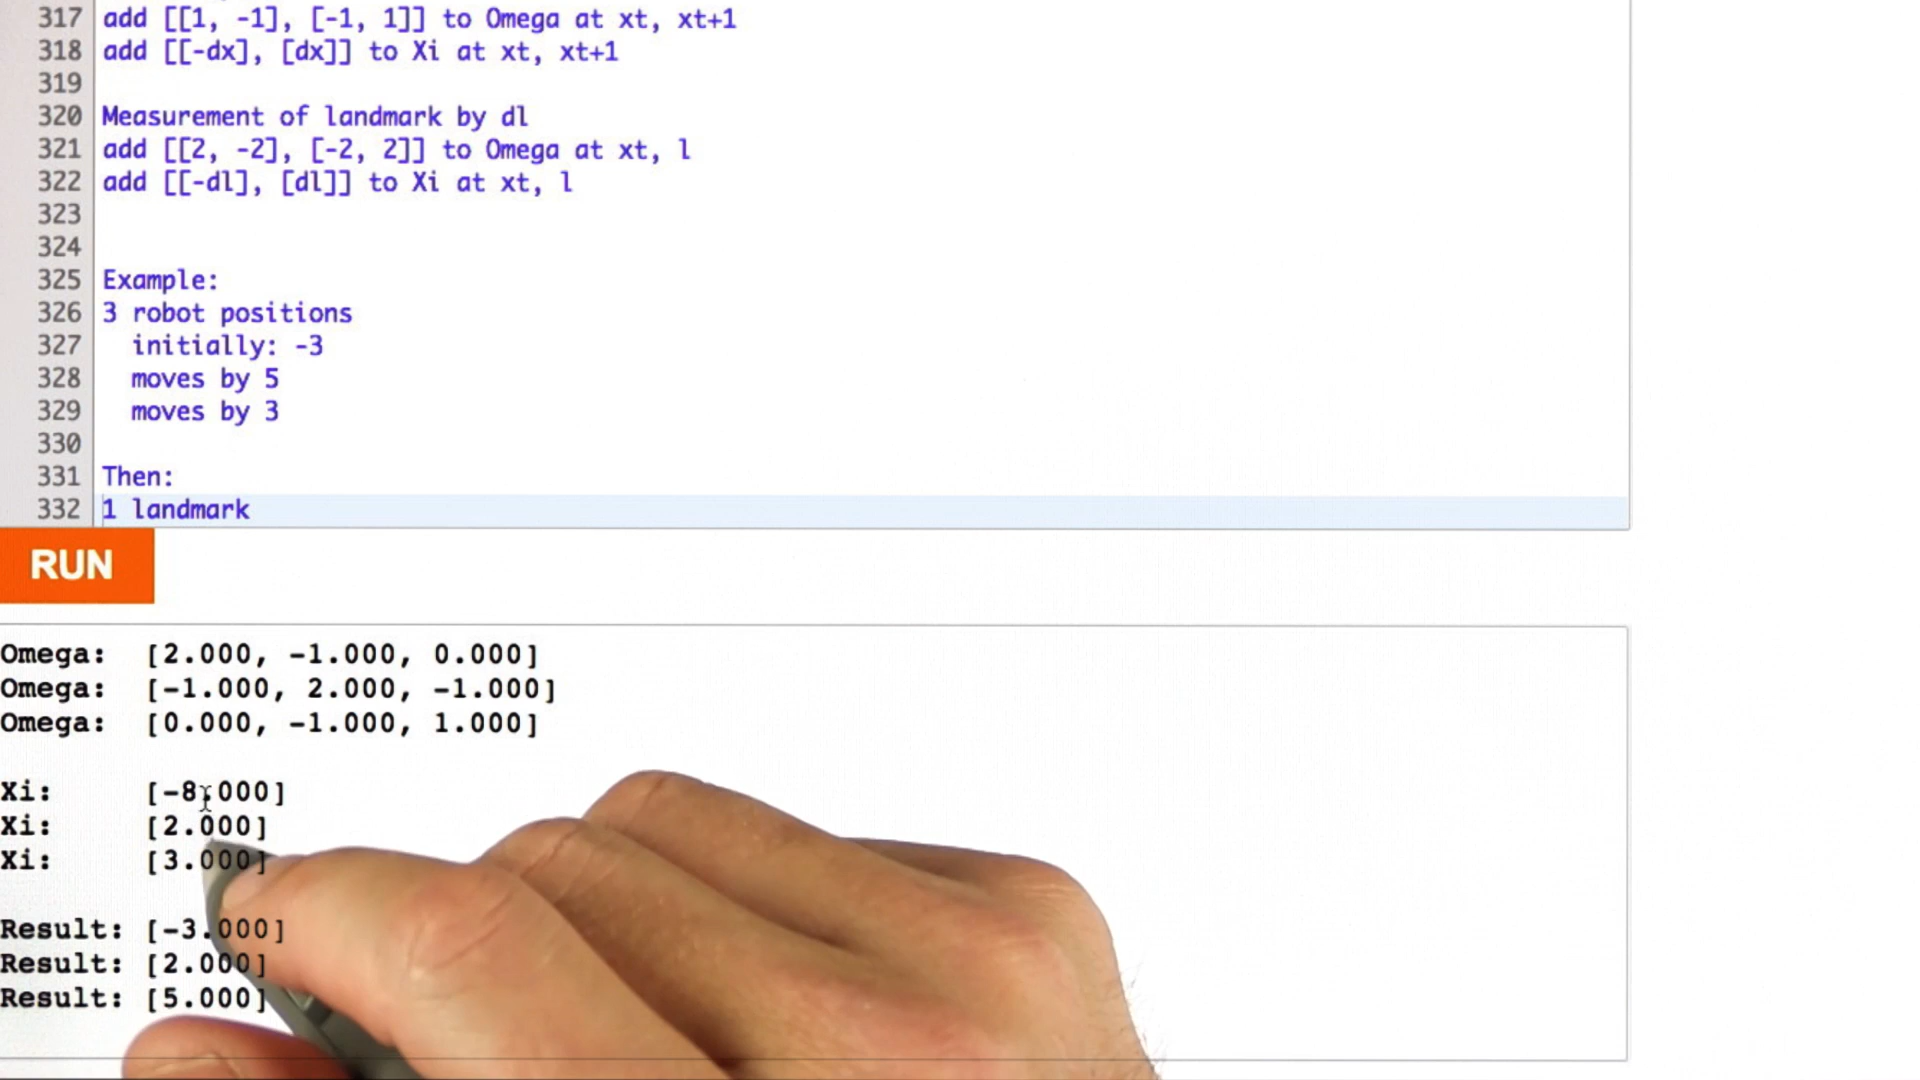 317 add [[1, -1], [-1, 1]] to Omega at xt, xt+1
318 add [[-dx], [dx]] to Xi at xt, xt+1
319
320 Measurement of landmark by dl
321 add [[2, -2], [-2, 2]] to Omega at xt, l
322 add [[-dl], [dl]] to Xi at xt, l
323
324
325 Example:
326 3 robot positions
327 initially: -3
328 moves by 5
329 moves by 3
330
331 Then:
332 1 landmark
RUN
Omega: [2.000, -1.000, 0.000]
Omega: [-1.000, 2.000, -1.000]
Omega: [0.000, -1.000, 1.000]
Xi: [-8.000]
Xi: [2.000]
Xi: [3.000]
Result: [-3.000]
Result: [2.000]
Result: [5.000]